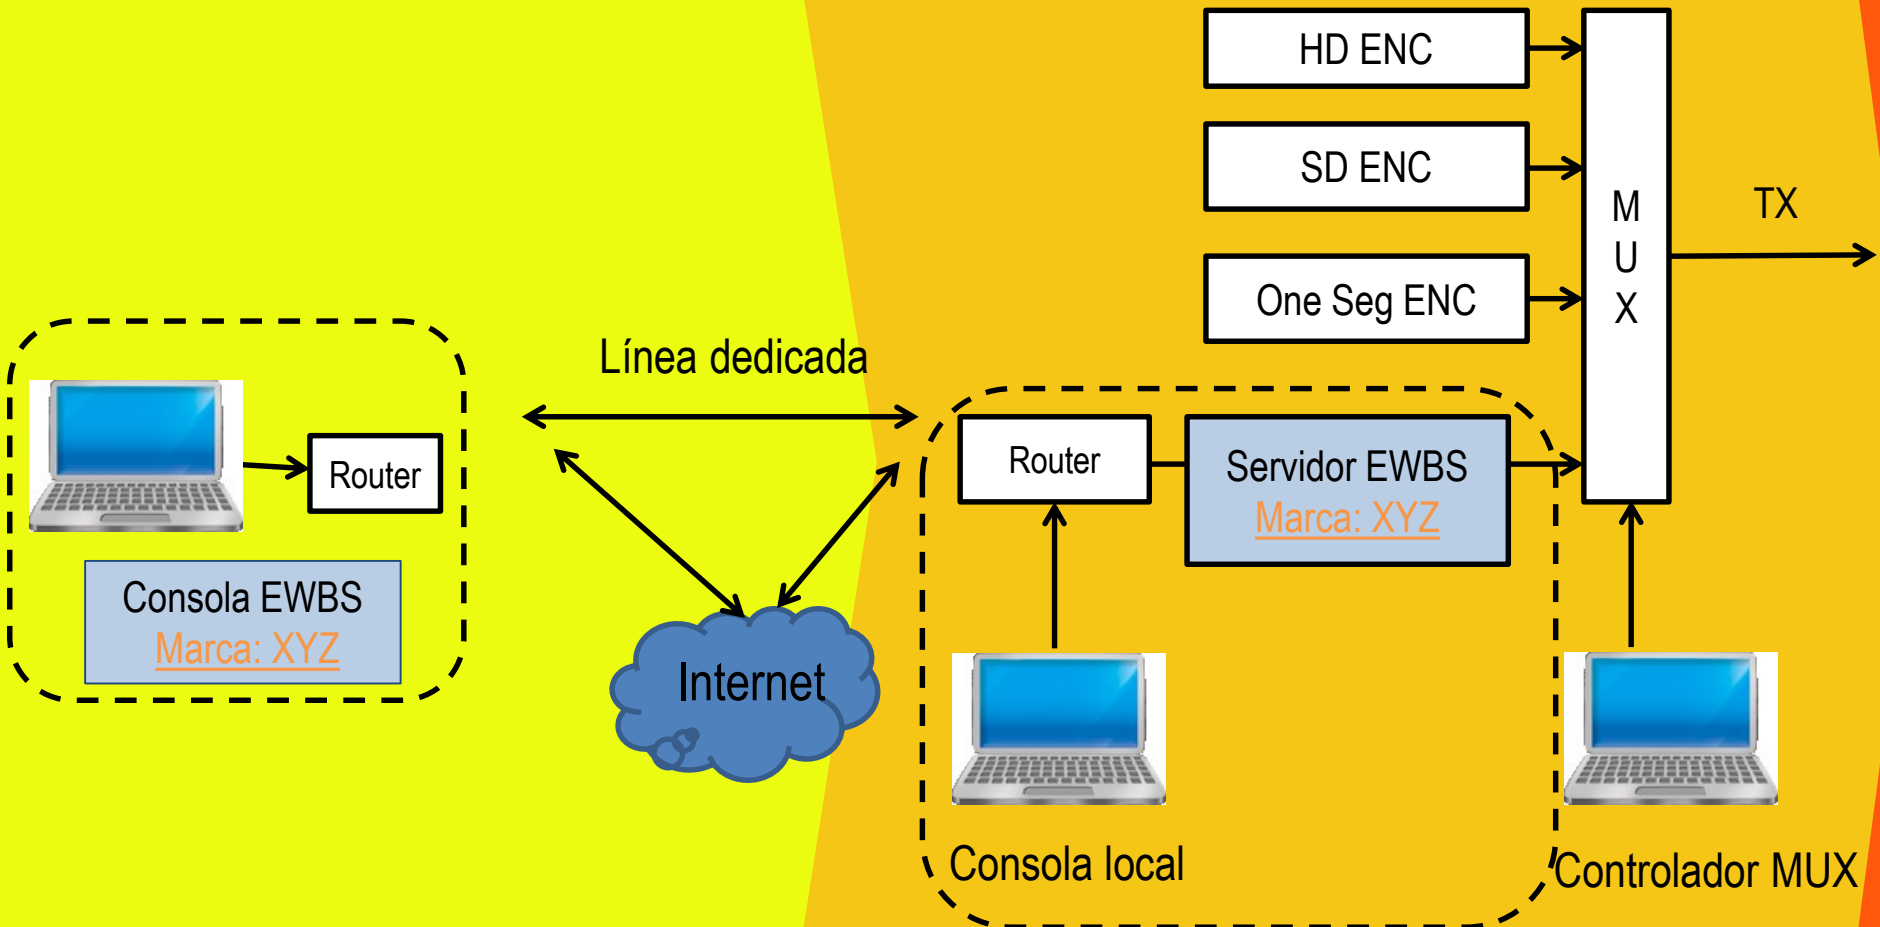 HD ENC
SD ENC
One Seg ENC
M
U
X
TX
Línea dedicada
Router
Consola EWBS
Marca: XYZ
Internet
Router
Servidor EWBS
Marca: XYZ
Consola local
Controlador MUX